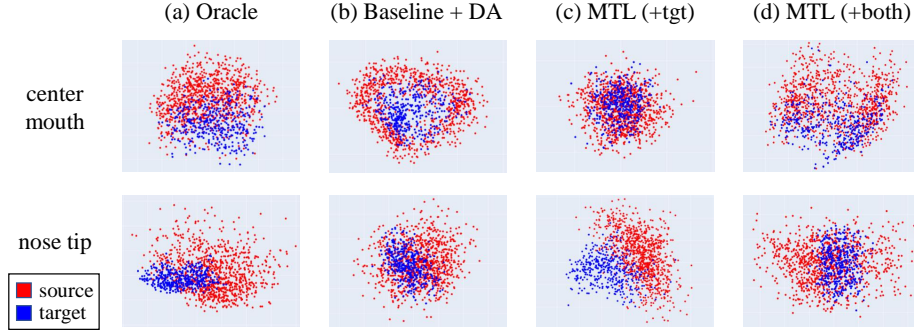 (a) Oracle
(b) Baseline + DA
(c) MTL (+tgt)
(d) MTL (+both)
center
mouth
nose tip
source
target